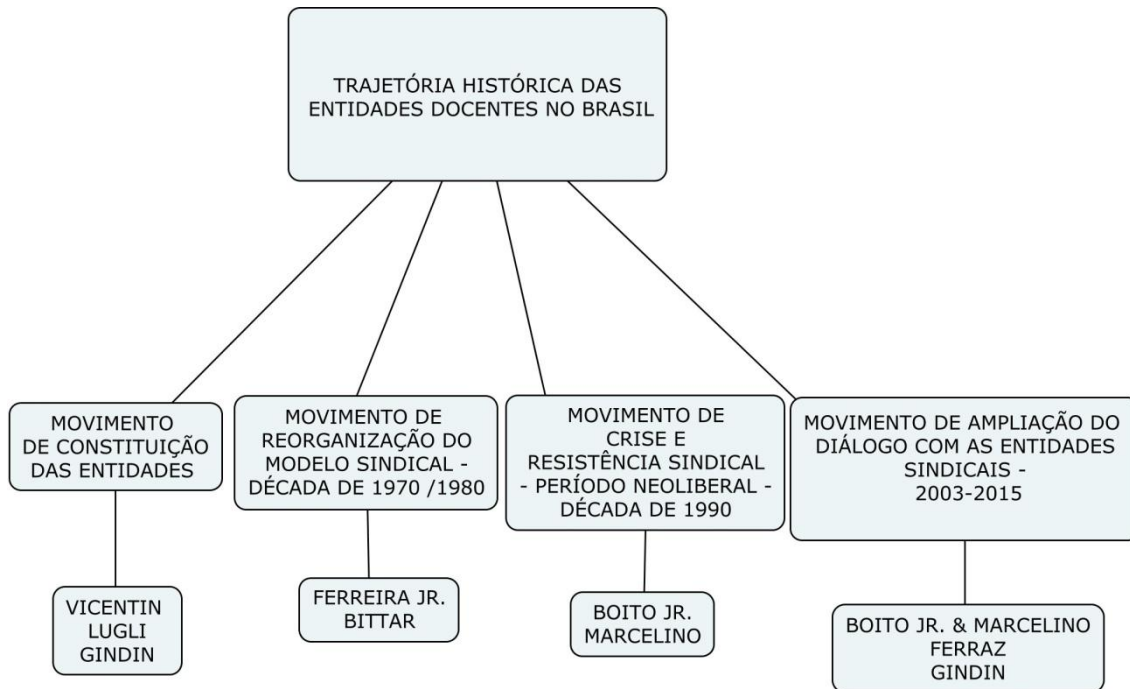 TRAJETÓRIA HISTÓRICA DAS
ENTIDADES DOCENTES NO BRASIL
MOVIMENTO
DE CONSTITUIÇÃO
DAS ENTIDADES
MOVIMENTO DE
REORGANIZAÇÃO DO
MODELO SINDICAL -
DÉCADA DE 1970 /1980
MOVIMENTO DE
CRISE E
RESISTÊNCIA SINDICAL
- PERÍODO NEOLIBERAL -
DÉCADA DE 1990
MOVIMENTO DE AMPLIAÇÃO DO
DIÁLOGO COM AS ENTIDADES
SINDICAIS -
2003-2015
VICENTIN
LUGLI
GINDIN
FERREIRA JR.
BITTAR
BOITO JR.
MARCELINO
BOITO JR. & MARCELINO
FERRAZ
GINDIN